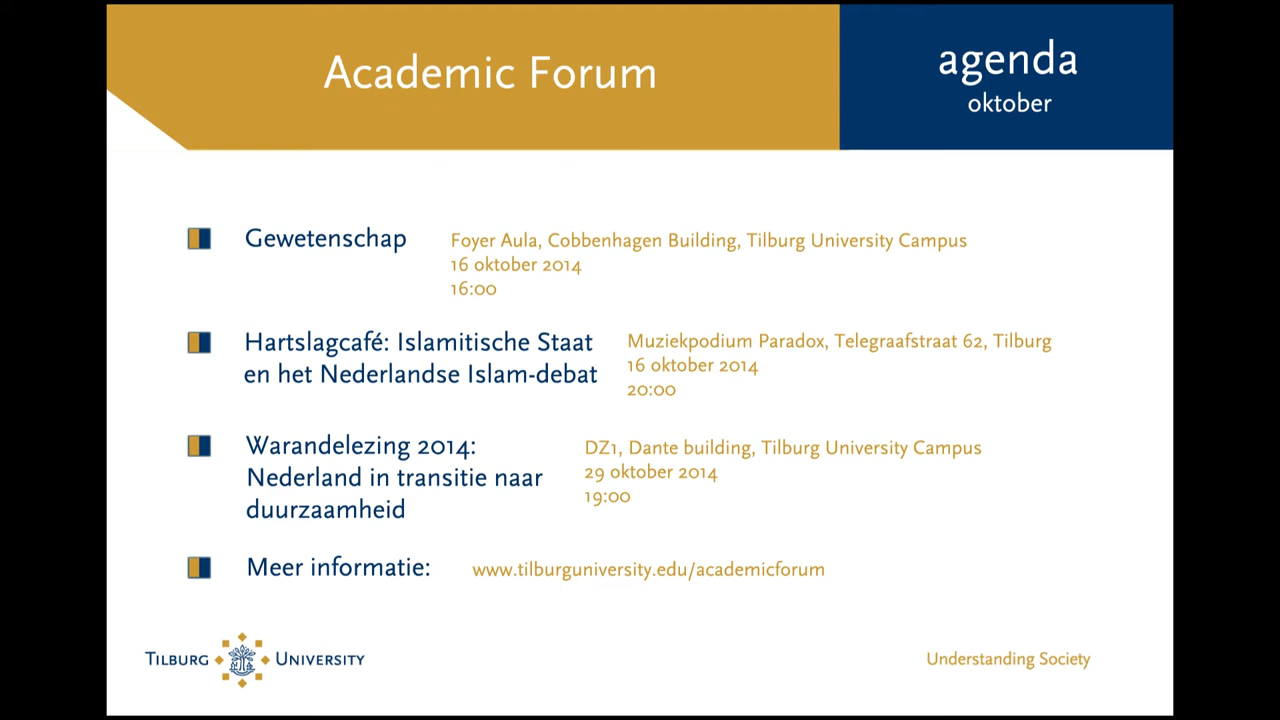 Academic Forum
agenda
oktober
Gewetenschap
Foyer Aula, Cobbenhagen Building, Tilburg University Campus
16 oktober 2014
16:00
Hartslagcafé: Islamitische Staat
en het Nederlandse Islam-debat
Muziekpodium Paradox, Telegraafstraat 62, Tilburg
16 oktober 2014
20:00
Warandelezing 2014:
Nederland in transitie naar
duurzaamheid
DZ1, Dante building, Tilburg University Campus
29 oktober 2014
19:00
Meer informatie:
www.tilburguniversity.edu/academicforum
Tilburg University
Understanding Society